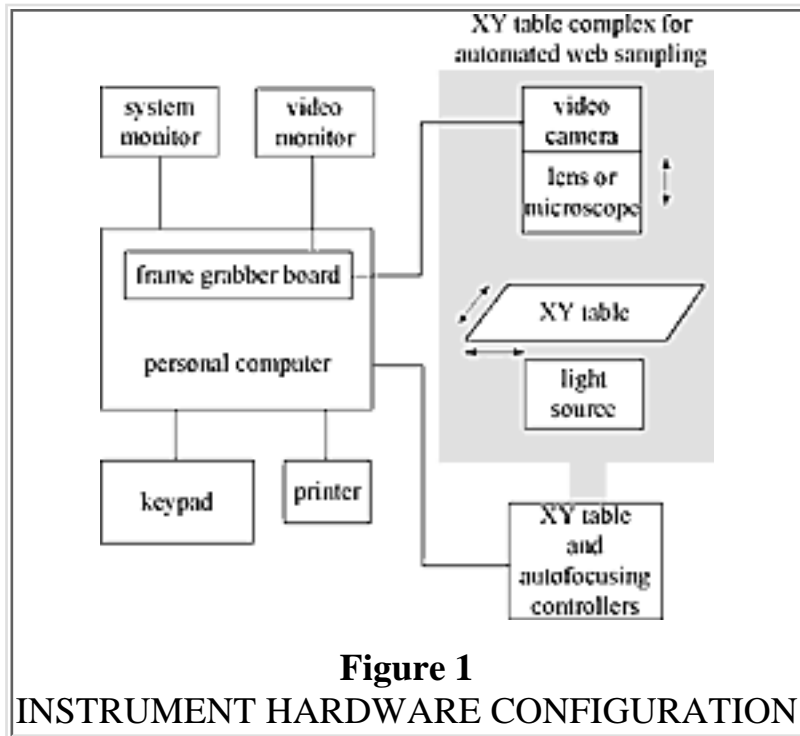 XY table complex for
automated web sampling
system
monitor
video
monitor
video
camera
lens or
microscope
frame grabber board
XY table
personal computer
light
source
keypad
printer
XY table
and
autofocusing
controllers
Figure 1
INSTRUMENT HARDWARE CONFIGURATION